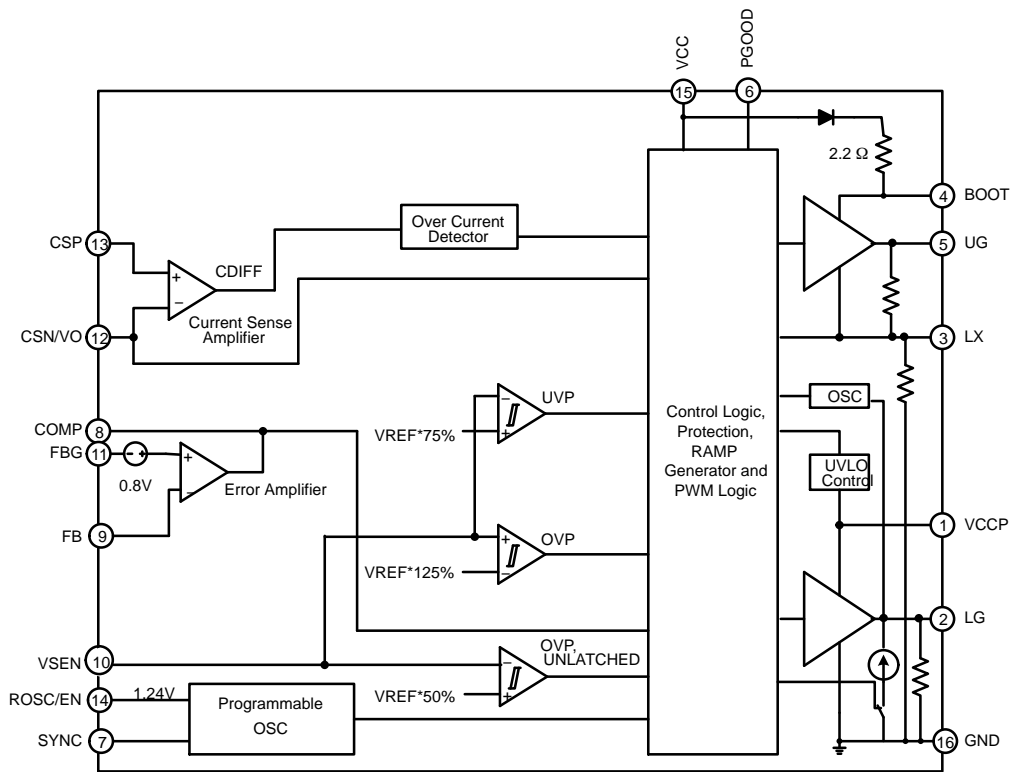 VCC
PGOOD
15
6
2.2 Ω
4
BOOT
CSP
13
Over Current
Detector
5
UG
+
CDIFF
−
CSN/VO
12
Current Sense
Amplifier
3
LX
COMP
8
−
UVP
VREF*75%
+
Control Logic,
Protection,
RAMP
Generator and
PWM Logic
OSC
FBG
11
- +
0.8V
+
−
Error Amplifier
UVLO
Control
FB
9
+
OVP
VREF*125%
−
1
VCCP
2
LG
VSEN
10
OVP,
UNLATCHED
−
VREF*50%
+
ROSC/EN
14
1.24V
Programmable
OSC
SYNC
7
16
GND